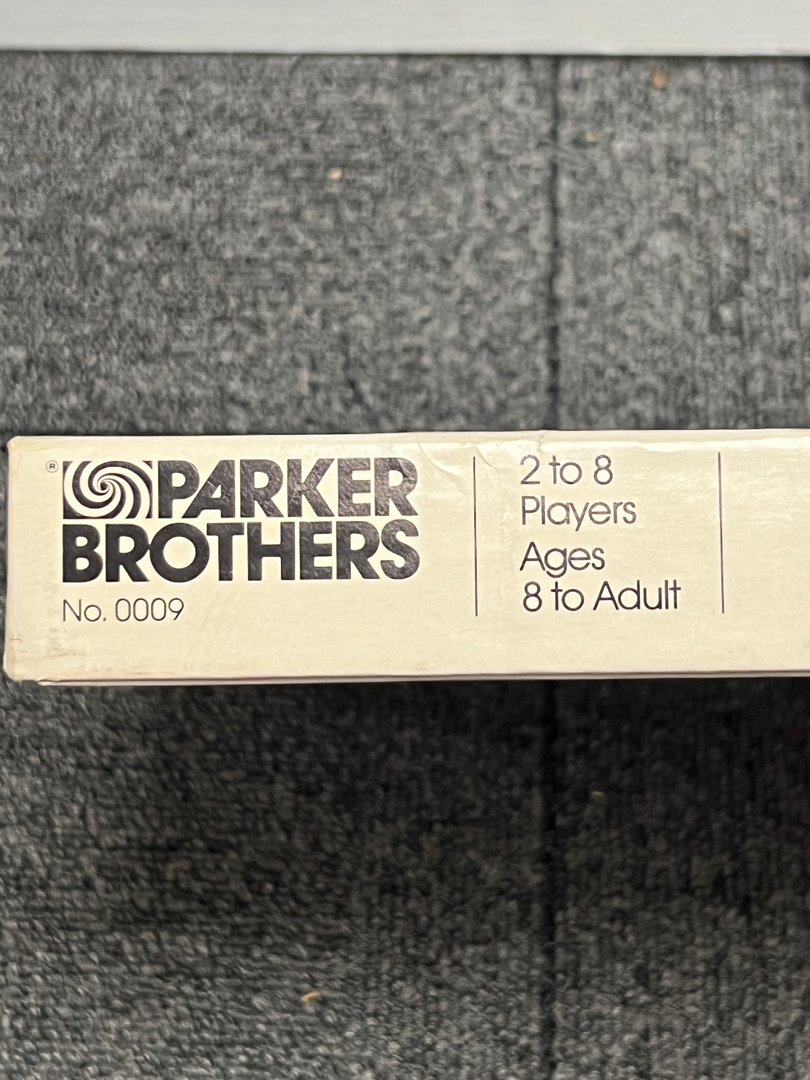 ® PARKER
BROTHERS
No. 0009
2 to 8
Players
Ages
8 to Adult